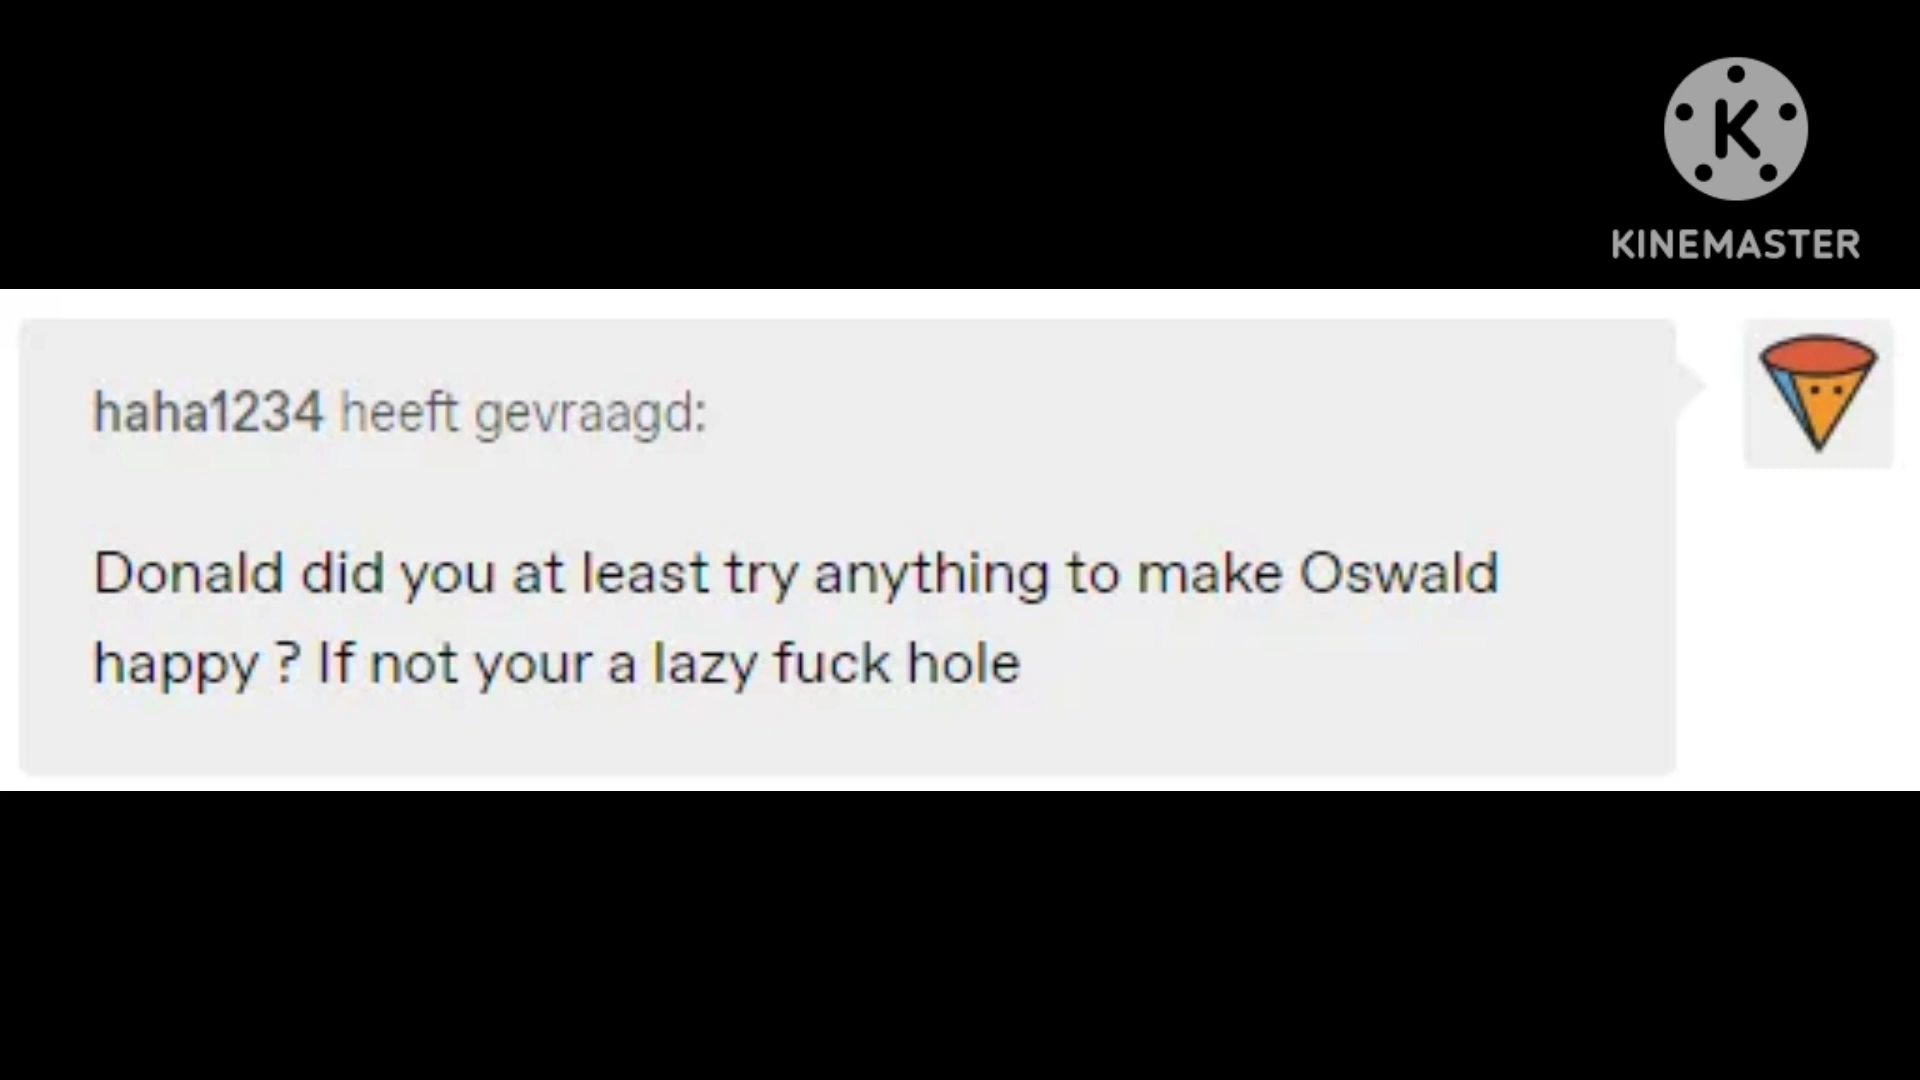 K
KINEMASTER
haha1234 heeft gevraagd:
Donald did you at least try anything to make Oswald
happy ? If not your a lazy fuck hole